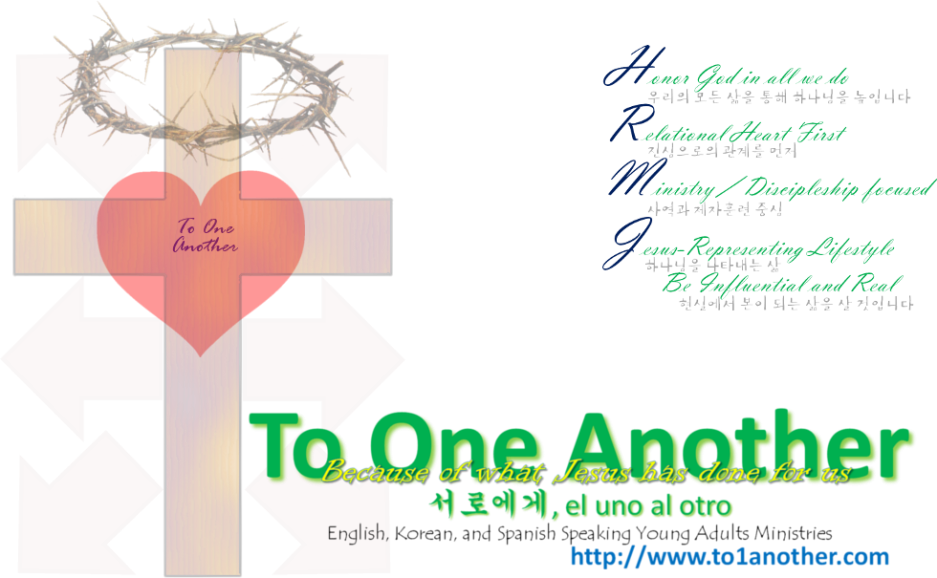 To One
Another
Honor God in all we do
우리의 모든 삶을 통해 하나님을 높입니다
Relational Heart First
진심으로의 관계를 먼저
Ministry / Discipleship focused
사역과 제자훈련 중심
Jesus-Representing Lifestyle
하나님을 나타내는 삶
Be Influential and Real
현실에서 본이 되는 삶을 살 것입니다
To One Another
Because of what Jesus has done for us
서로에게, el uno al otro
English, Korean, and Spanish Speaking Young Adults Ministries
http://www.to1another.com